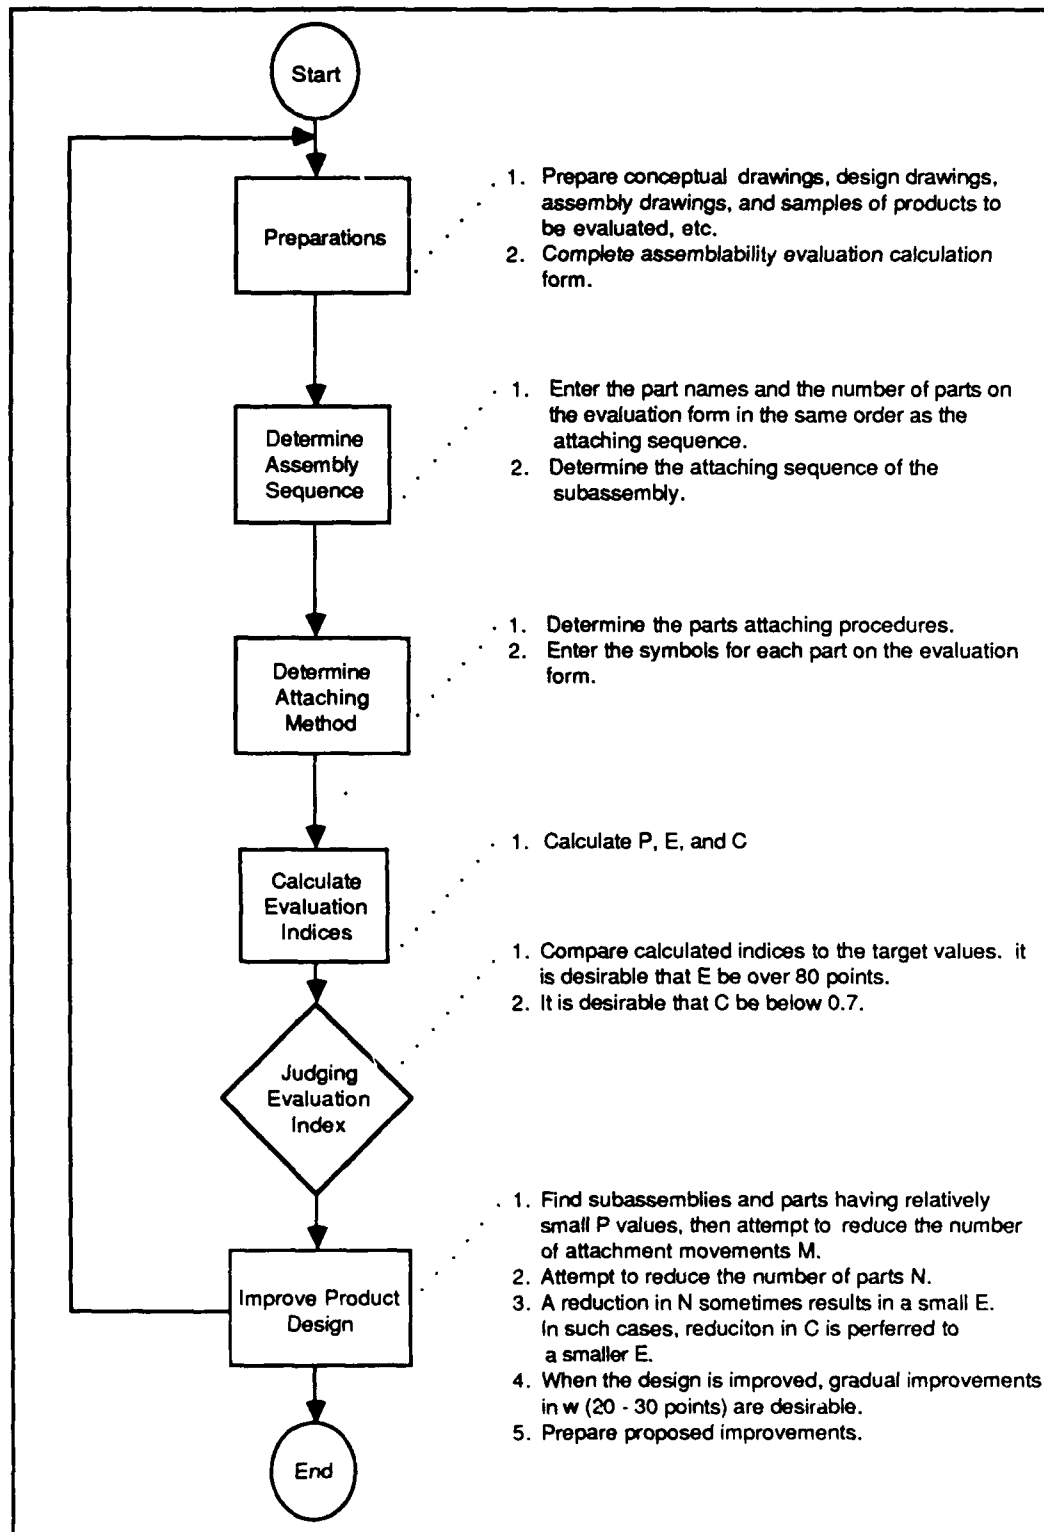 Start
Preparations
1. Prepare conceptual drawings, design drawings,
assembly drawings, and samples of products to
be evaluated, etc.
2. Complete assemblability evaluation calculation
form.
Determine
Assembly
Sequence
1. Enter the part names and the number of parts on
the evaluation form in the same order as the
attaching sequence.
2. Determine the attaching sequence of the
subassembly.
Determine
Attaching
Method
1. Determine the parts attaching procedures.
2. Enter the symbols for each part on the evaluation
form.
Calculate
Evaluation
Indices
1. Calculate P, E, and C
Judging
Evaluation
Index
1. Compare calculated indices to the target values. it
is desirable that E be over 80 points.
2. It is desirable that C be below 0.7.
Improve Product
Design
1. Find subassemblies and parts having relatively
small P values, then attempt to reduce the number
of attachment movements M.
2. Attempt to reduce the number of parts N.
3. A reduction in N sometimes results in a small E.
In such cases, reduciton in C is perferred to
a smaller E.
4. When the design is improved, gradual improvements
in w (20 - 30 points) are desirable.
5. Prepare proposed improvements.
End